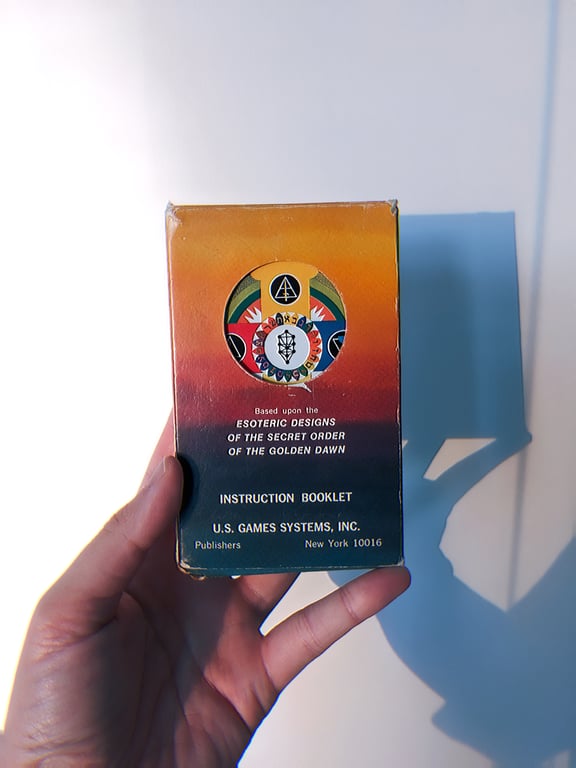 Based upon the
ESOTERIC DESIGNS
OF THE SECRET ORDER
OF THE GOLDEN DAWN
INSTRUCTION BOOKLET
U.S. GAMES SYSTEMS, INC.
Publishers New York 10016